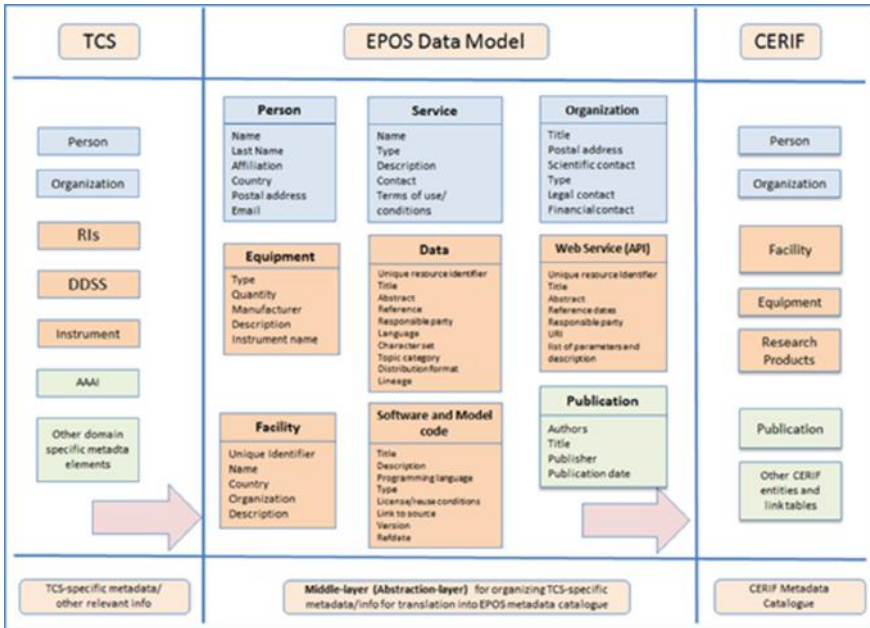 TCS
EPOS Data Model
CERIF
Person
Organization
RIs
DDSS
Instrument
AAAI
Other domain
specific metadta
elements
Person
Name
Last Name
Affiliation
Country
Postal address
Email
Service
Name
Type
Description
Contact
Terms of use/
conditions
Organization
Title
Postal address
Scientific contact
Type
Legal contact
Financial contact
Equipment
Type
Quantity
Manufacturer
Description
Instrument name
Data
Unique resource identifier
Title
Abstract
Reference
Responsible party
Language
Character set
Topic category
Distribution format
Lineage
Web Service (API)
Unique resource identifier
Title
Abstract
Reference dates
Responsible party
URI
list of parameters and
description
Facility
Unique Identifier
Name
Country
Organization
Description
Software and Model
code
Title
Description
Programming language
Type
License/reuse conditions
Link to source
Version
Refdate
Publication
Authors
Title
Publisher
Publication date
Person
Organization
Facility
Equipment
Research
Products
Publication
Other CERIF
entities and
link tables
TCS-specific metadata/
other relevant info
Middle-layer (Abstraction-layer) for organizing TCS-specific
metadata/info for translation into EPOS metadata catalogue
CERIF Metadata
Catalogue